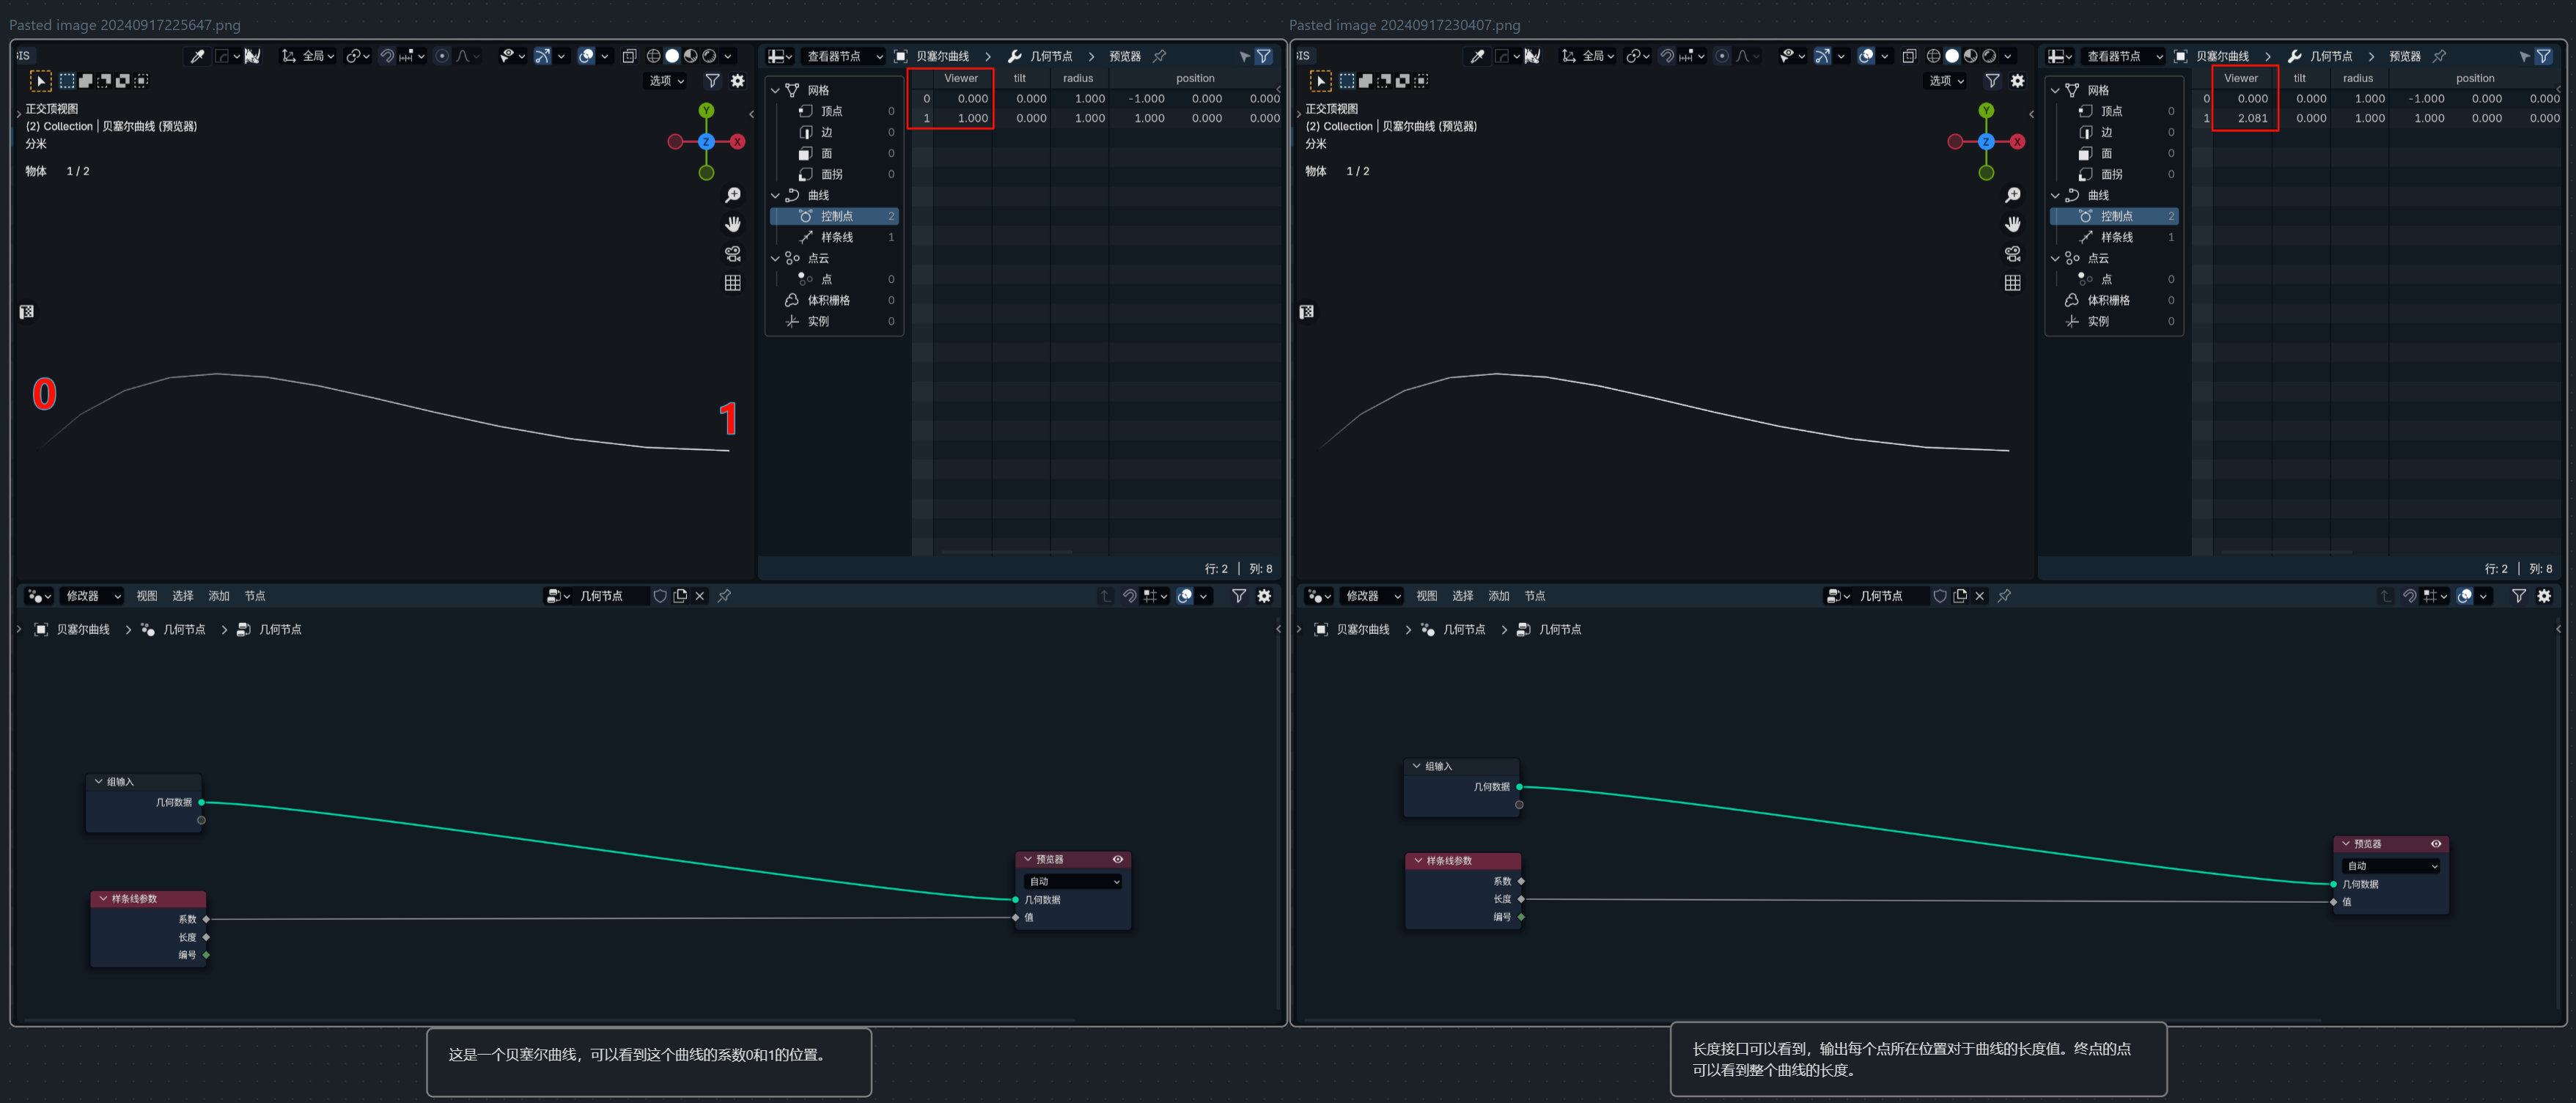 Pasted image 20240917225647.png
Pasted image 20240917230407.png
全局
选项
正交顶视图
(2) Collection | 贝塞尔曲线 (预览器)
分米
物体 1 / 2
Y
X
Z
0
1
查看器节点
贝塞尔曲线
几何节点
预览器
网格
顶点 0
边 0
面 0
面拐 0
曲线
控制点 2
样条线 1
点云
点 0
体积栅格 0
实例 0
Viewer tilt radius position
0 0.000 0.000 1.000 -1.000 0.000 0.000
1 1.000 0.000 1.000 1.000 0.000 0.000
行: 2 | 列: 8
修改器 视图 选择 添加 节点 几何节点
贝塞尔曲线 > 几何节点 > 几何节点
组输入
几何数据
样条线参数
系数
长度
编号
预览器
自动
几何数据
值
这是一个贝塞尔曲线，可以看到这个曲线的系数0和1的位置。
全局
选项
正交顶视图
(2) Collection | 贝塞尔曲线 (预览器)
分米
物体 1 / 2
Y
X
Z
查看器节点
贝塞尔曲线
几何节点
预览器
网格
顶点 0
边 0
面 0
面拐 0
曲线
控制点 2
样条线 1
点云
点 0
体积栅格 0
实例 0
Viewer tilt radius position
0 0.000 0.000 1.000 -1.000 0.000 0.000
1 2.081 0.000 1.000 1.000 0.000 0.000
行: 2 | 列: 8
修改器 视图 选择 添加 节点 几何节点
贝塞尔曲线 > 几何节点 > 几何节点
组输入
几何数据
样条线参数
系数
长度
编号
预览器
自动
几何数据
值
长度接口可以看到，输出每个点所在位置对于曲线的长度值。终点的点
可以看到整个曲线的长度。